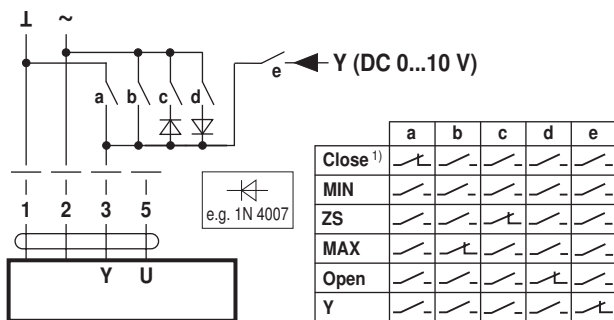 ⊥ ~
Y (DC 0...10 V)
e
a b c d
1 2 3 5
e.g. 1N 4007
Y U
a b c d e
Close 1)
MIN
ZS
MAX
Open
Y